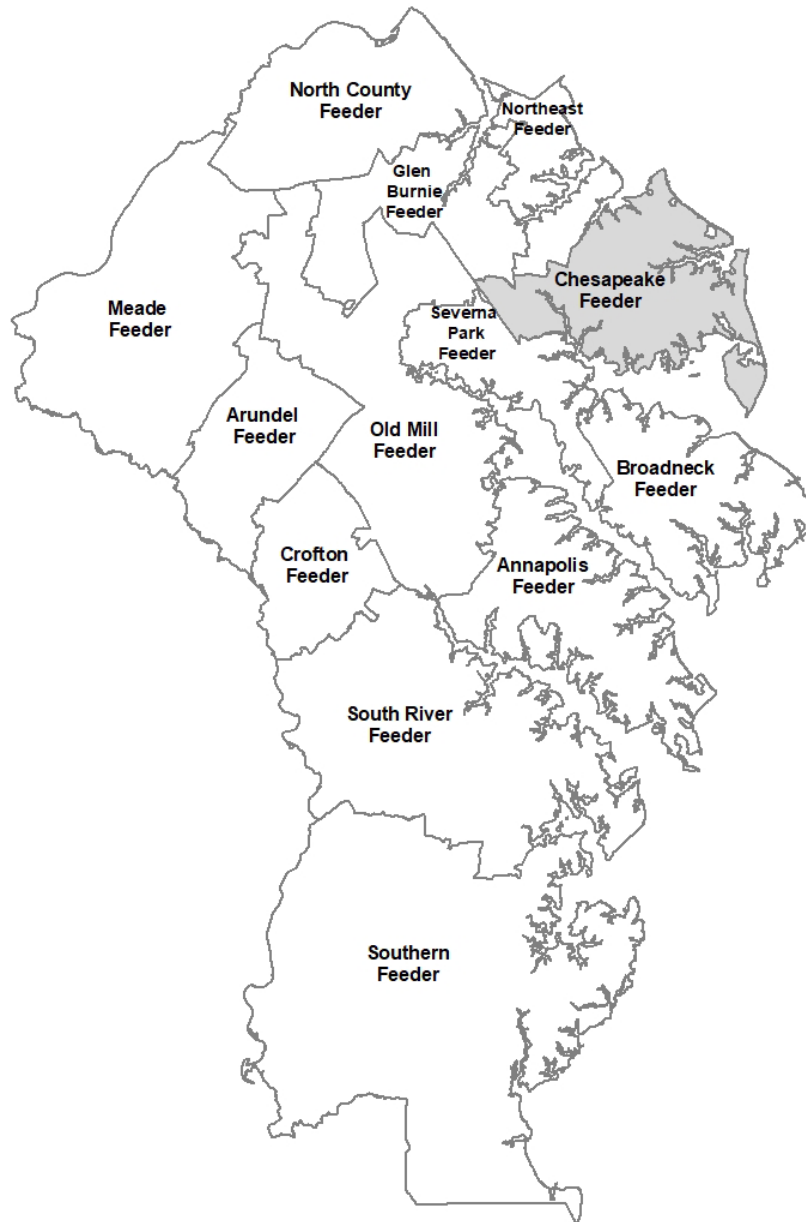 North County
Feeder
Northeast
Feeder
Glen
Burnie
Feeder
Chesapeake
Feeder
Meade
Feeder
Severna
Park
Feeder
Arundel
Feeder
Old Mill
Feeder
Broadneck
Feeder
Crofton
Feeder
Annapolis
Feeder
South River
Feeder
Southern
Feeder